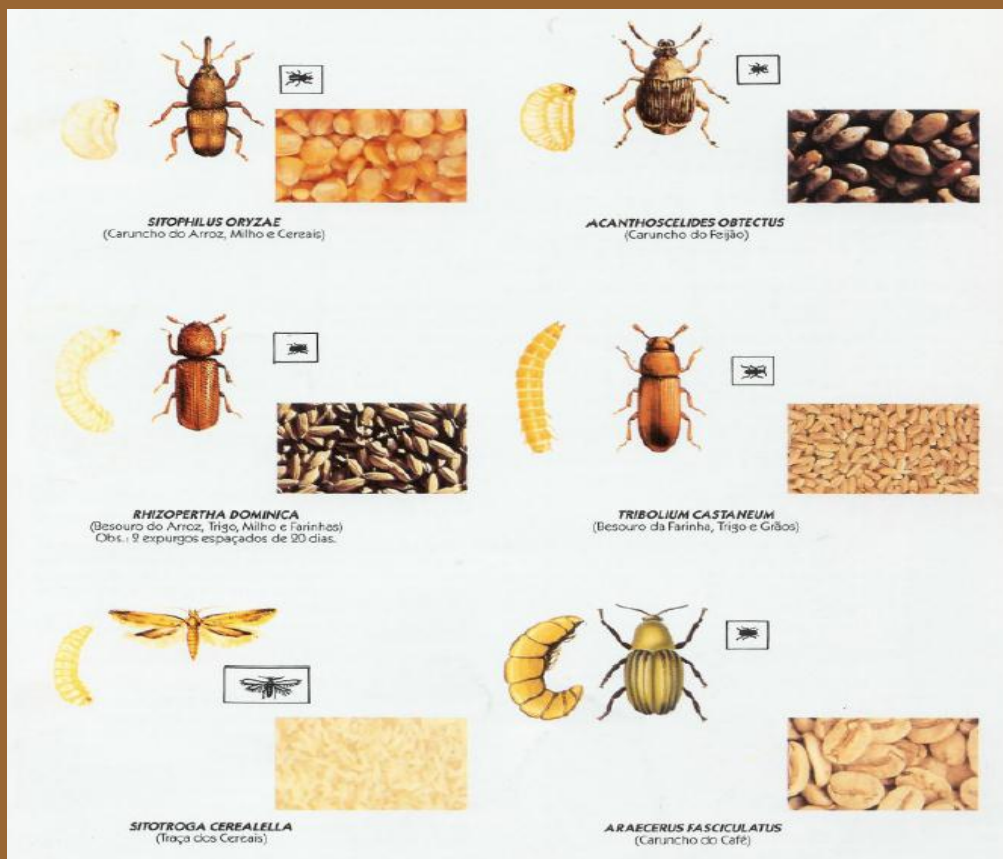 SITOPHILUS ORYZAE
(Caruncho do Arroz, Milho e Cereais)
ACANTHOSCELIDES OBTECTUS
(Caruncho do Feijão)
RHIZOPERTHA DOMINICA
(Besouro do Arroz, Trigo, Milho e Farinhas)
Obs.: 2 expurgos espaçados de 20 dias.
TRIBOLIUM CASTANEUM
(Besouro da Farinha, Trigo e Grãos)
SITOTROGA CEREALELLA
(Traça dos Cereais)
ARAECERUS FASCICULATUS
(Caruncho do Café)